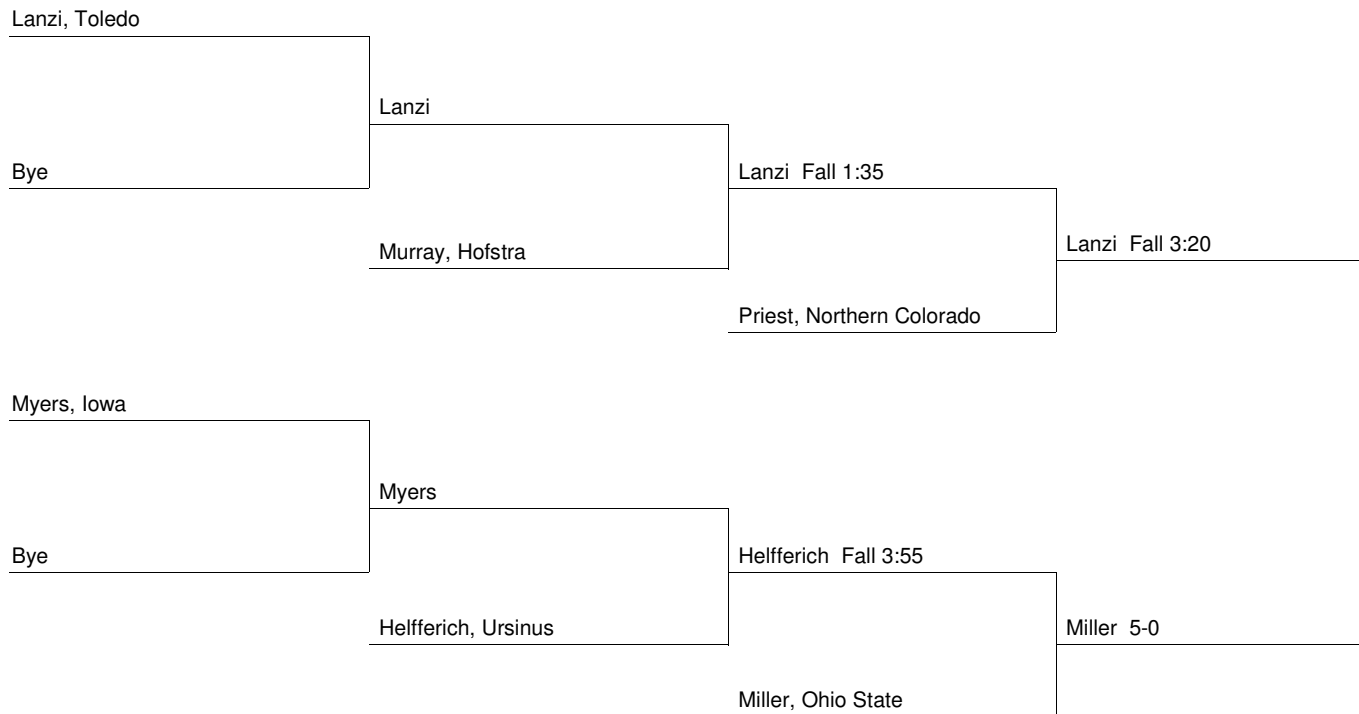 Lanzi, Toledo
Lanzi
Bye
Lanzi  Fall 1:35
Murray, Hofstra
Lanzi  Fall 3:20
Priest, Northern Colorado
Myers, Iowa
Myers
Bye
Helfferich  Fall 3:55
Helfferich, Ursinus
Miller  5-0
Miller, Ohio State